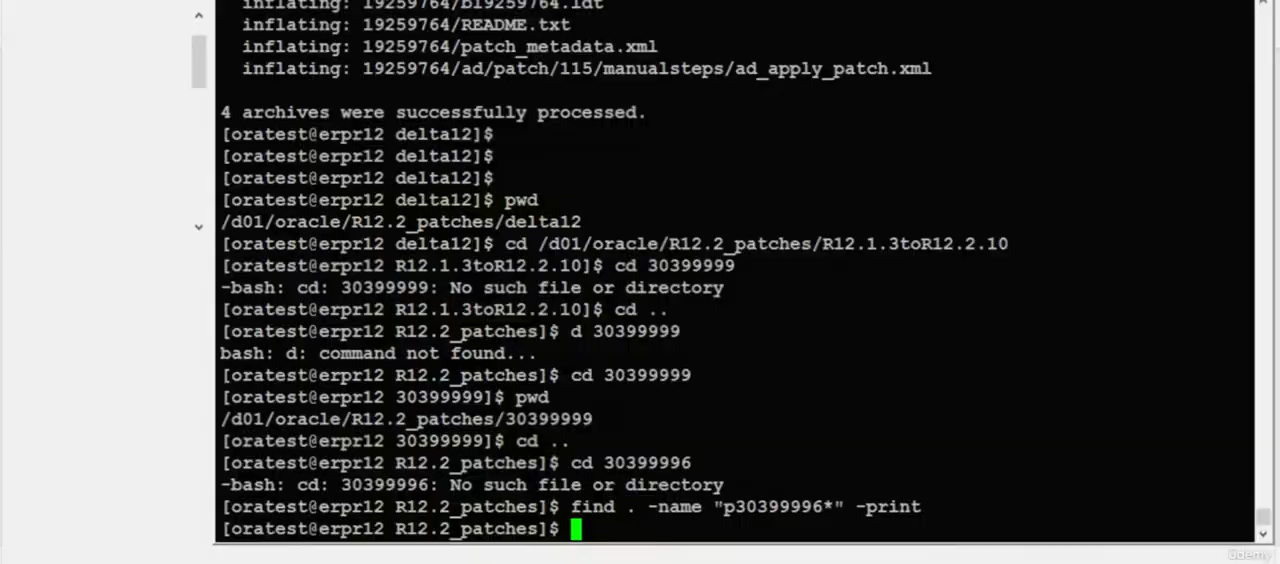 inflating: 19259764/b19259764.ldt
inflating: 19259764/README.txt
inflating: 19259764/patch_metadata.xml
inflating: 19259764/ad/patch/115/manualsteps/ad_apply_patch.xml
4 archives were successfully processed.
[oratest@erpr12 delta12]$
[oratest@erpr12 delta12]$
[oratest@erpr12 delta12]$
[oratest@erpr12 delta12]$ pwd
/d01/oracle/R12.2_patches/delta12
[oratest@erpr12 delta12]$ cd /d01/oracle/R12.2_patches/R12.1.3toR12.2.10
[oratest@erpr12 R12.1.3toR12.2.10]$ cd 30399999
-bash: cd: 30399999: No such file or directory
[oratest@erpr12 R12.1.3toR12.2.10]$ cd ..
[oratest@erpr12 R12.2_patches]$ d 30399999
bash: d: command not found...
[oratest@erpr12 R12.2_patches]$ cd 30399999
[oratest@erpr12 30399999]$ pwd
/d01/oracle/R12.2_patches/30399999
[oratest@erpr12 30399999]$ cd ..
[oratest@erpr12 R12.2_patches]$ cd 30399996
-bash: cd: 30399996: No such file or directory
[oratest@erpr12 R12.2_patches]$ find . -name "p30399996*" -print
[oratest@erpr12 R12.2_patches]$
Udemy